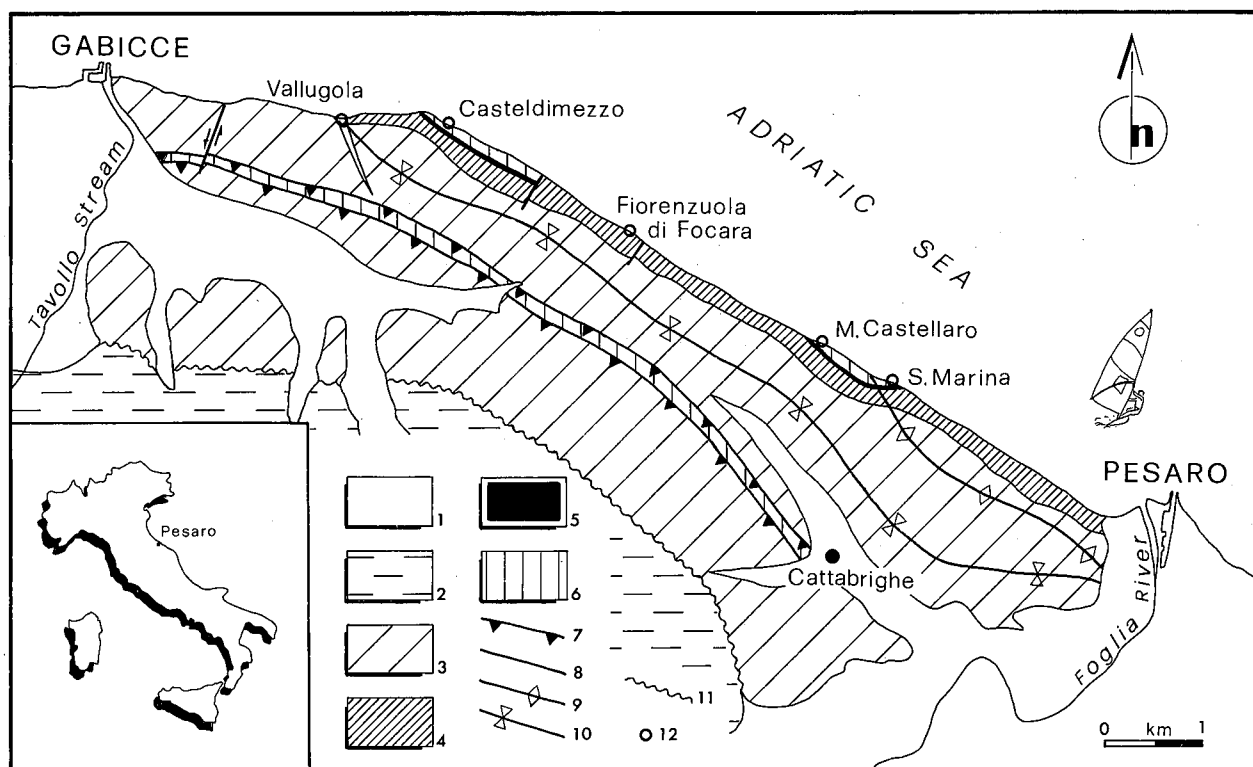 GABICCE
Vallugola
Casteldimezzo
ADRIATIC SEA
n
Tavollo stream
Fiorenzuola
di Focara
M. Castellaro
S. Marina
PESARO
Cattabrighe
Foglia River
Pesaro
1
2
3
4
5
6
7
8
9
10
11
12
0 km 1